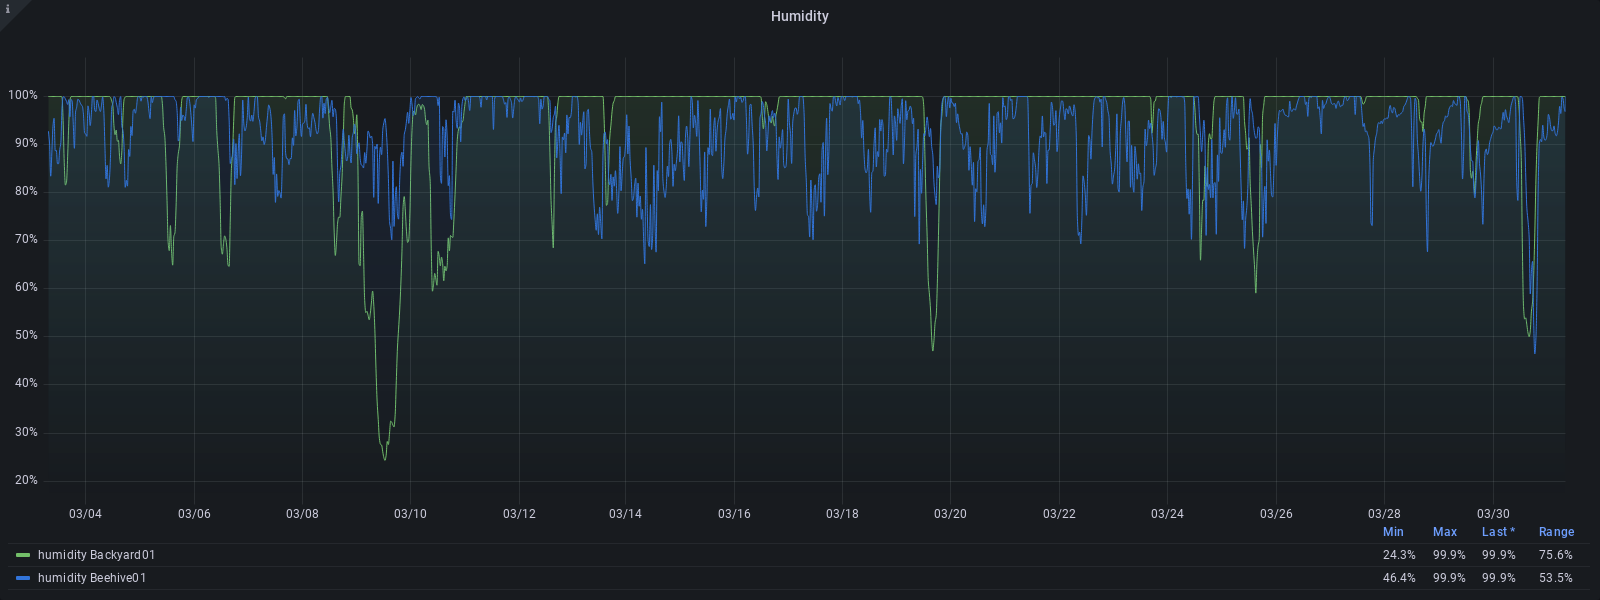 i
Humidity
100%
90%
80%
70%
60%
50%
40%
30%
20%
03/04 03/06 03/08 03/10 03/12 03/14 03/16 03/18 03/20 03/22 03/24 03/26 03/28 03/30
Min Max Last * Range
humidity Backyard01 24.3% 99.9% 99.9% 75.6%
humidity Beehive01 46.4% 99.9% 99.9% 53.5%